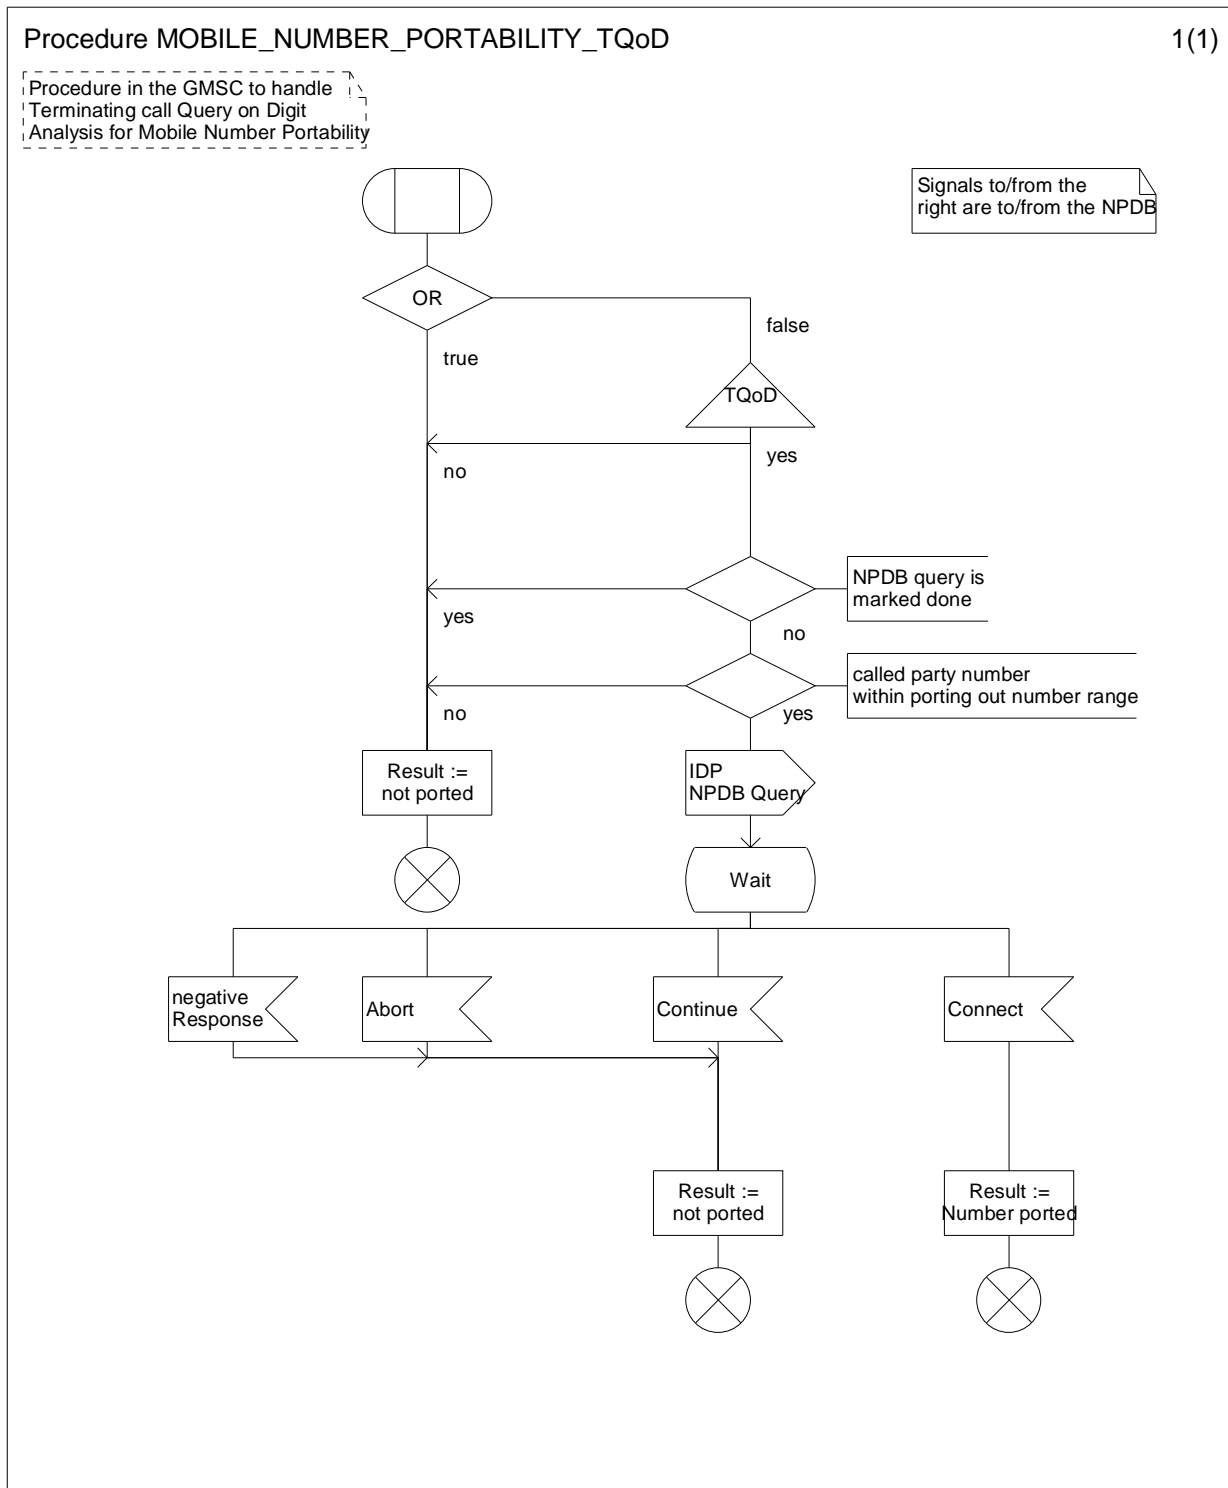 Procedure MOBILE_NUMBER_PORTABILITY_TQoD
1(1)
Procedure in the GMSC to handle
Terminating call Query on Digit
Analysis for Mobile Number Portability
Signals to/from the
right are to/from the NPDB
OR
false
true
TQoD
yes
no
NPDB query is
marked done
yes
no
called party number
within porting out number range
no
yes
Result :=
not ported
IDP
NPDB Query
Wait
negative
Response
Abort
Continue
Connect
Result :=
not ported
Result :=
Number ported